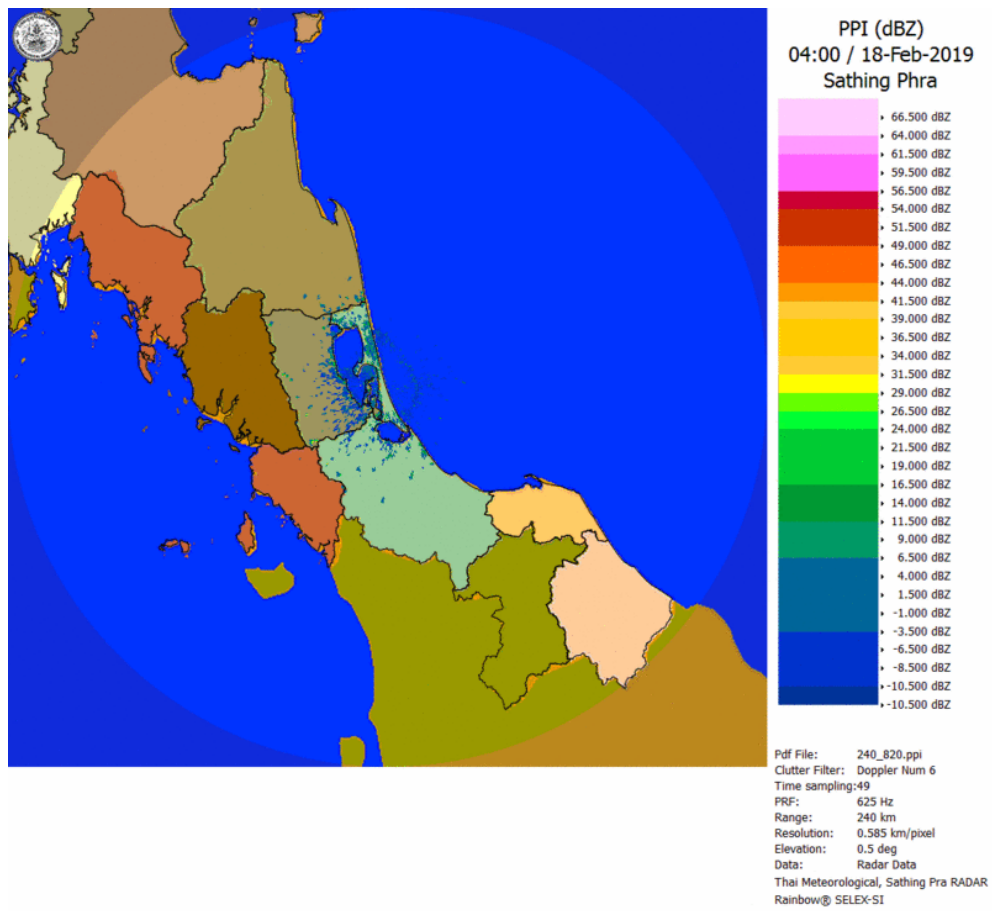 PPI (dBZ)
04:00 / 18-Feb-2019
Sathing Phra
66.500 dBZ
64.000 dBZ
61.500 dBZ
59.500 dBZ
56.500 dBZ
54.000 dBZ
51.500 dBZ
49.000 dBZ
46.500 dBZ
44.000 dBZ
41.500 dBZ
39.000 dBZ
36.500 dBZ
34.000 dBZ
31.500 dBZ
29.000 dBZ
26.500 dBZ
24.000 dBZ
21.500 dBZ
19.000 dBZ
16.500 dBZ
14.000 dBZ
11.500 dBZ
9.000 dBZ
6.500 dBZ
4.000 dBZ
1.500 dBZ
-1.000 dBZ
-3.500 dBZ
-6.500 dBZ
-8.500 dBZ
-10.500 dBZ
-10.500 dBZ
Pdf File: 240_820.ppi
Clutter Filter: Doppler Num 6
Time sampling:49
PRF: 625 Hz
Range: 240 km
Resolution: 0.585 km/pixel
Elevation: 0.5 deg
Data: Radar Data
Thai Meteorological, Sathing Pra RADAR
Rainbow® SELEX-SI